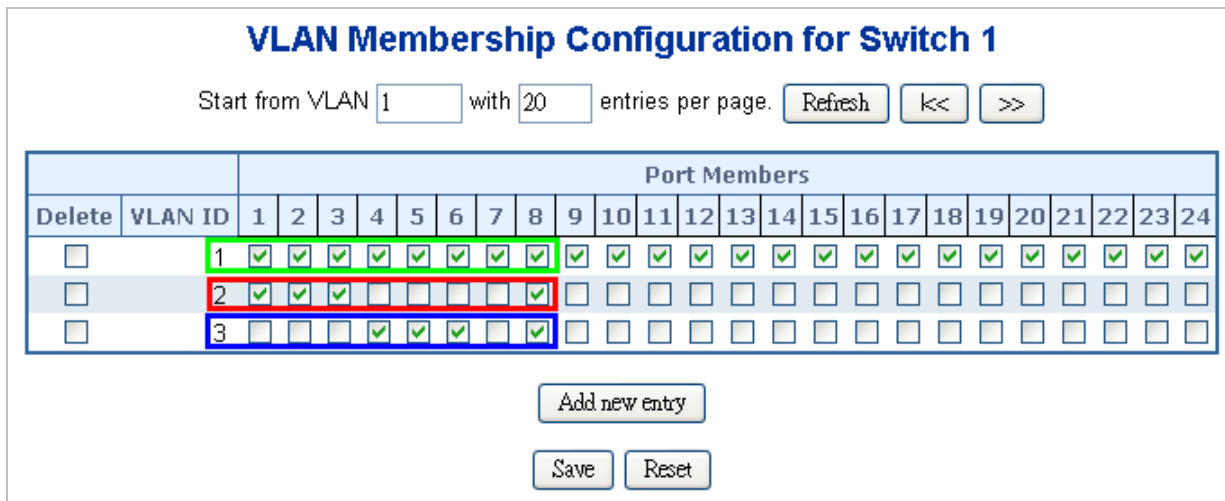 VLAN Membership Configuration for Switch 1
Start from VLAN 1 with 20 entries per page. Refresh |<< >>
Port Members
Delete VLAN ID 1 2 3 4 5 6 7 8 9 10 11 12 13 14 15 16 17 18 19 20 21 22 23 24
1
2
3
Add new entry
Save Reset